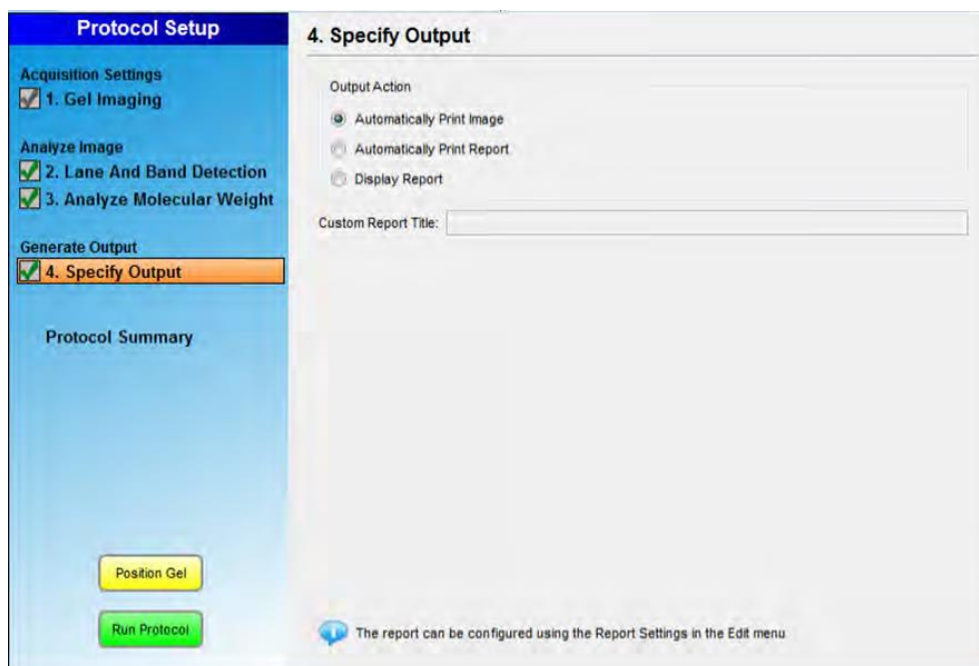 Protocol Setup
Acquisition Settings
1. Gel Imaging
Analyze Image
2. Lane And Band Detection
3. Analyze Molecular Weight
Generate Output
4. Specify Output
Protocol Summary
Position Gel
Run Protocol
4. Specify Output
Output Action
Automatically Print Image
Automatically Print Report
Display Report
Custom Report Title:
The report can be configured using the Report Settings in the Edit menu